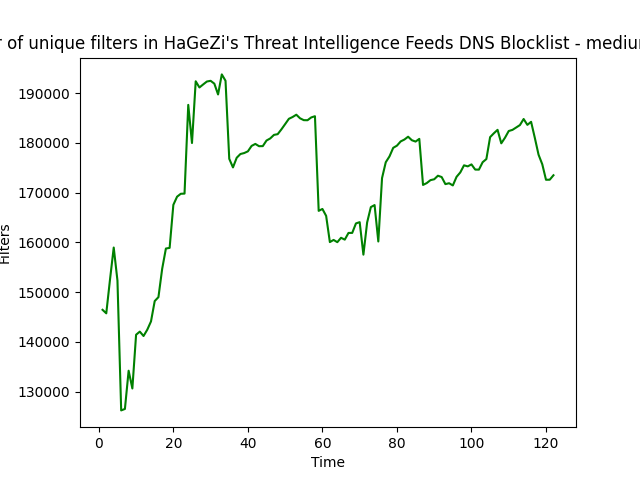 r of unique filters in HaGeZi's Threat Intelligence Feeds DNS Blocklist - mediu
Filters
190000
180000
170000
160000
150000
140000
130000
0 20 40 60 80 100 120
Time